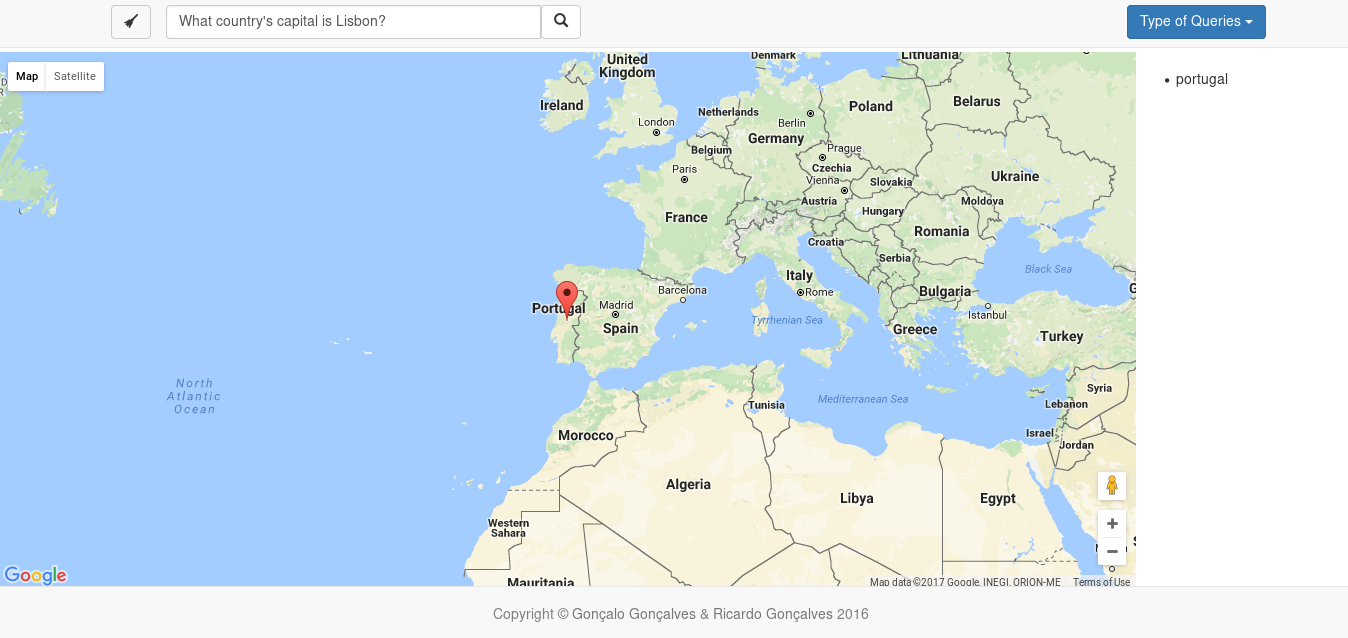 What country's capital is Lisbon?
Type of Queries
Map
Satellite
portugal
Denmark
Lithuania
United
Kingdom
Ireland
Poland
Belarus
Netherlands
London
Berlin
Germany
Belgium
Prague
Paris
Czechia
Ukraine
Vienna
Slovakia
Austria
Moldova
Hungary
France
Romania
Croatia
Serbia
Black Sea
Italy
Barcelona
Rome
Bulgaria
Portugal
Madrid
Istanbul
Tyrrhenian Sea
Spain
Greece
Turkey
North
Atlantic
Ocean
Syria
Mediterranean Sea
Tunisia
Lebanon
Morocco
Israel
Jordan
Algeria
Libya
Egypt
Western
Sahara
Google
Mauritania
Map data ©2017 Google, INEGI, ORION-ME
Terms of Use
Copyright © Gonçalo Gonçalves & Ricardo Gonçalves 2016